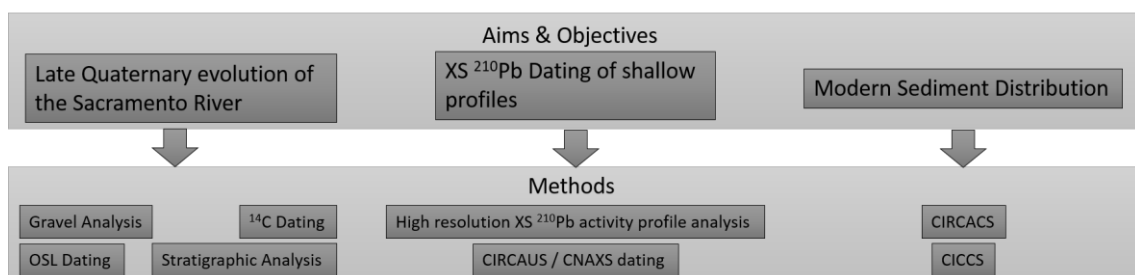 Aims & Objectives
Late Quaternary evolution of
the Sacramento River
XS ²¹⁰Pb Dating of shallow
profiles
Modern Sediment Distribution
Methods
Gravel Analysis
¹⁴C Dating
OSL Dating
Stratigraphic Analysis
High resolution XS ²¹⁰Pb activity profile analysis
CIRCAUS / CNAXS dating
CIRCACS
CICCS